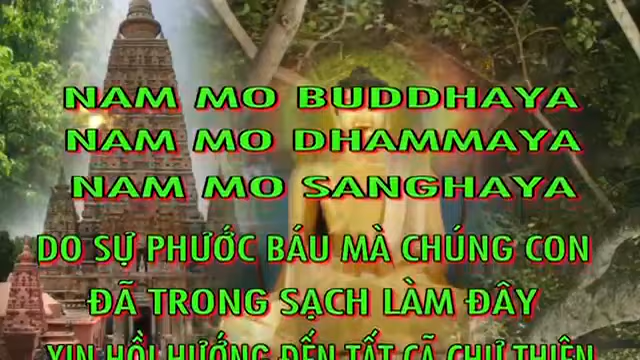 NAM MO BUDDHAYA
NAM MO DHAMMAYA
NAM MO SANGHAYA
DO SỰ PHƯỚC BÁU MÀ CHÚNG CON
ĐÃ TRONG SẠCH LÀM ĐÂY
XIN HỒI HƯỚNG ĐẾN TẤT CÃ CHƯ THIÊN